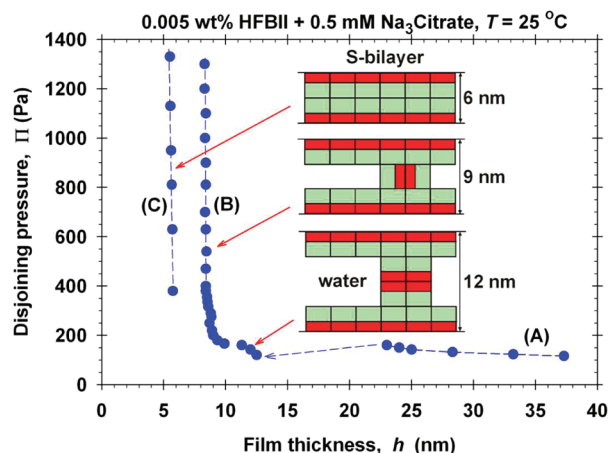 0.005 wt% HFBII + 0.5 mM Na₃Citrate, T = 25 °C
1400
1200
1000
800
600
400
200
0
Disjoining pressure, Π (Pa)
S-bilayer
6 nm
9 nm
12 nm
water
(C)
(B)
(A)
0 5 10 15 20 25 30 35 40
Film thickness, h (nm)